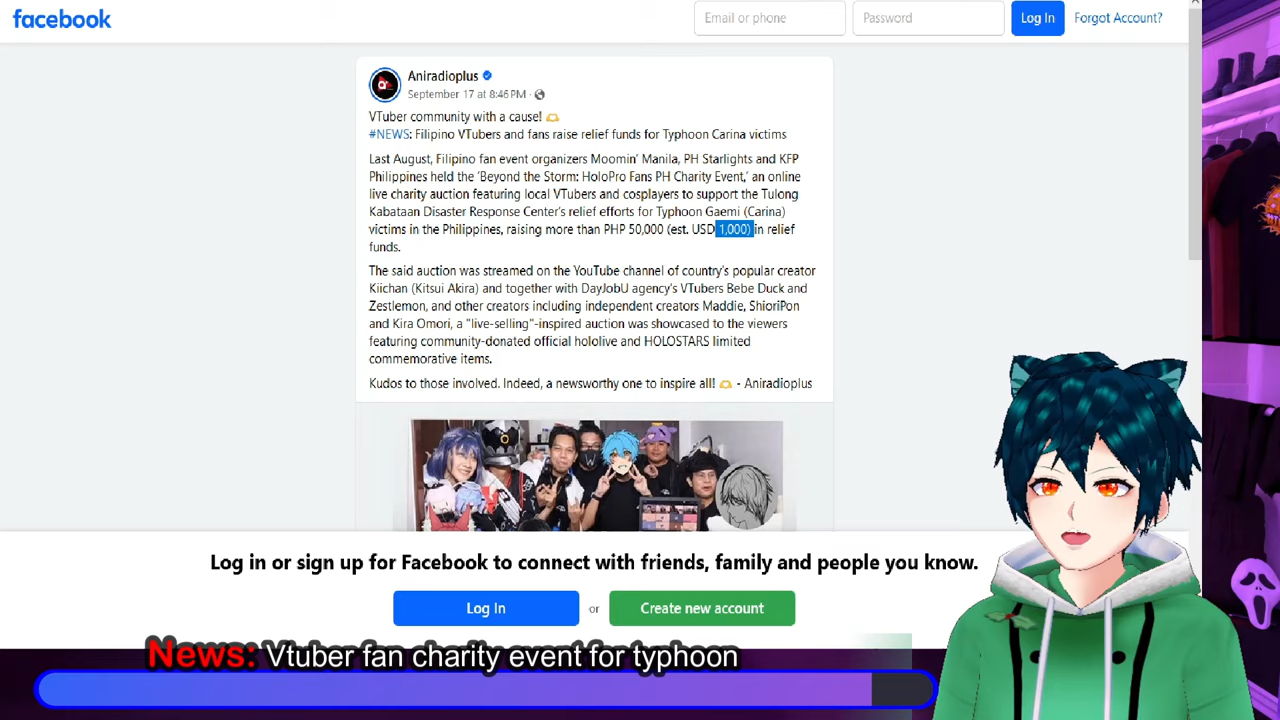 facebook
Email or phone
Password
Log In
Forgot Account?
Aniradioplus
September 17 at 8:46 PM ·
VTuber community with a cause! 🫶
#NEWS: Filipino VTubers and fans raise relief funds for Typhoon Carina victims
Last August, Filipino fan event organizers Moomin' Manila, PH Starlights and KFP
Philippines held the 'Beyond the Storm: HoloPro Fans PH Charity Event,' an online
live charity auction featuring local VTubers and cosplayers to support the Tulong
Kabataan Disaster Response Center's relief efforts for Typhoon Gaemi (Carina)
victims in the Philippines, raising more than PHP 50,000 (est. USD 1,000) in relief
funds.
The said auction was streamed on the YouTube channel of country's popular creator
Kiichan (Kitsui Akira) and together with DayJobU agency's VTubers Bebe Duck and
Zestlemon, and other creators including independent creators Maddie, ShioriPon
and Kira Omori, a "live-selling"-inspired auction was showcased to the viewers
featuring community-donated official hololive and HOLOSTARS limited
commemorative items.
Kudos to those involved. Indeed, a newsworthy one to inspire all! 🫶 - Aniradioplus
Log in or sign up for Facebook to connect with friends, family and people you know.
Log In
or
Create new account
News: Vtuber fan charity event for typhoon